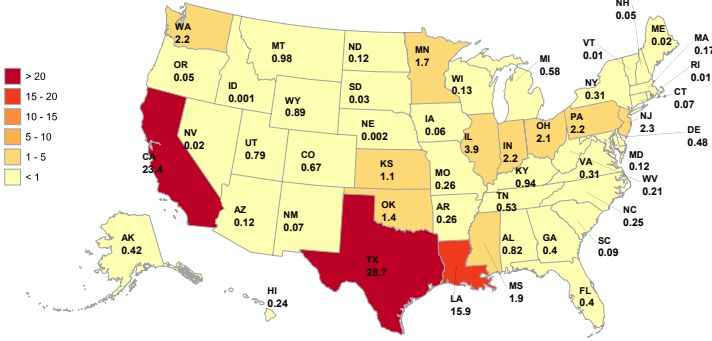 > 20
15 - 20
10 - 15
5 - 10
1 - 5
< 1
WA
2.2
OR
0.05
CA
23.4
NV
0.02
ID
0.001
MT
0.98
WY
0.89
UT
0.79
AZ
0.12
CO
0.67
NM
0.07
ND
0.12
SD
0.03
NE
0.002
KS
1.1
OK
1.4
TX
28.7
MN
1.7
IA
0.06
MO
0.26
AR
0.26
LA
15.9
WI
0.13
IL
3.9
MI
0.58
IN
2.2
OH
2.1
KY
0.94
TN
0.53
MS
1.9
AL
0.82
GA
0.4
FL
0.4
SC
0.09
NC
0.25
VA
0.31
WV
0.21
MD
0.12
DE
0.48
PA
2.2
NJ
2.3
NY
0.31
CT
0.07
RI
0.01
MA
0.17
VT
0.01
NH
0.05
ME
0.02
AK
0.42
HI
0.24